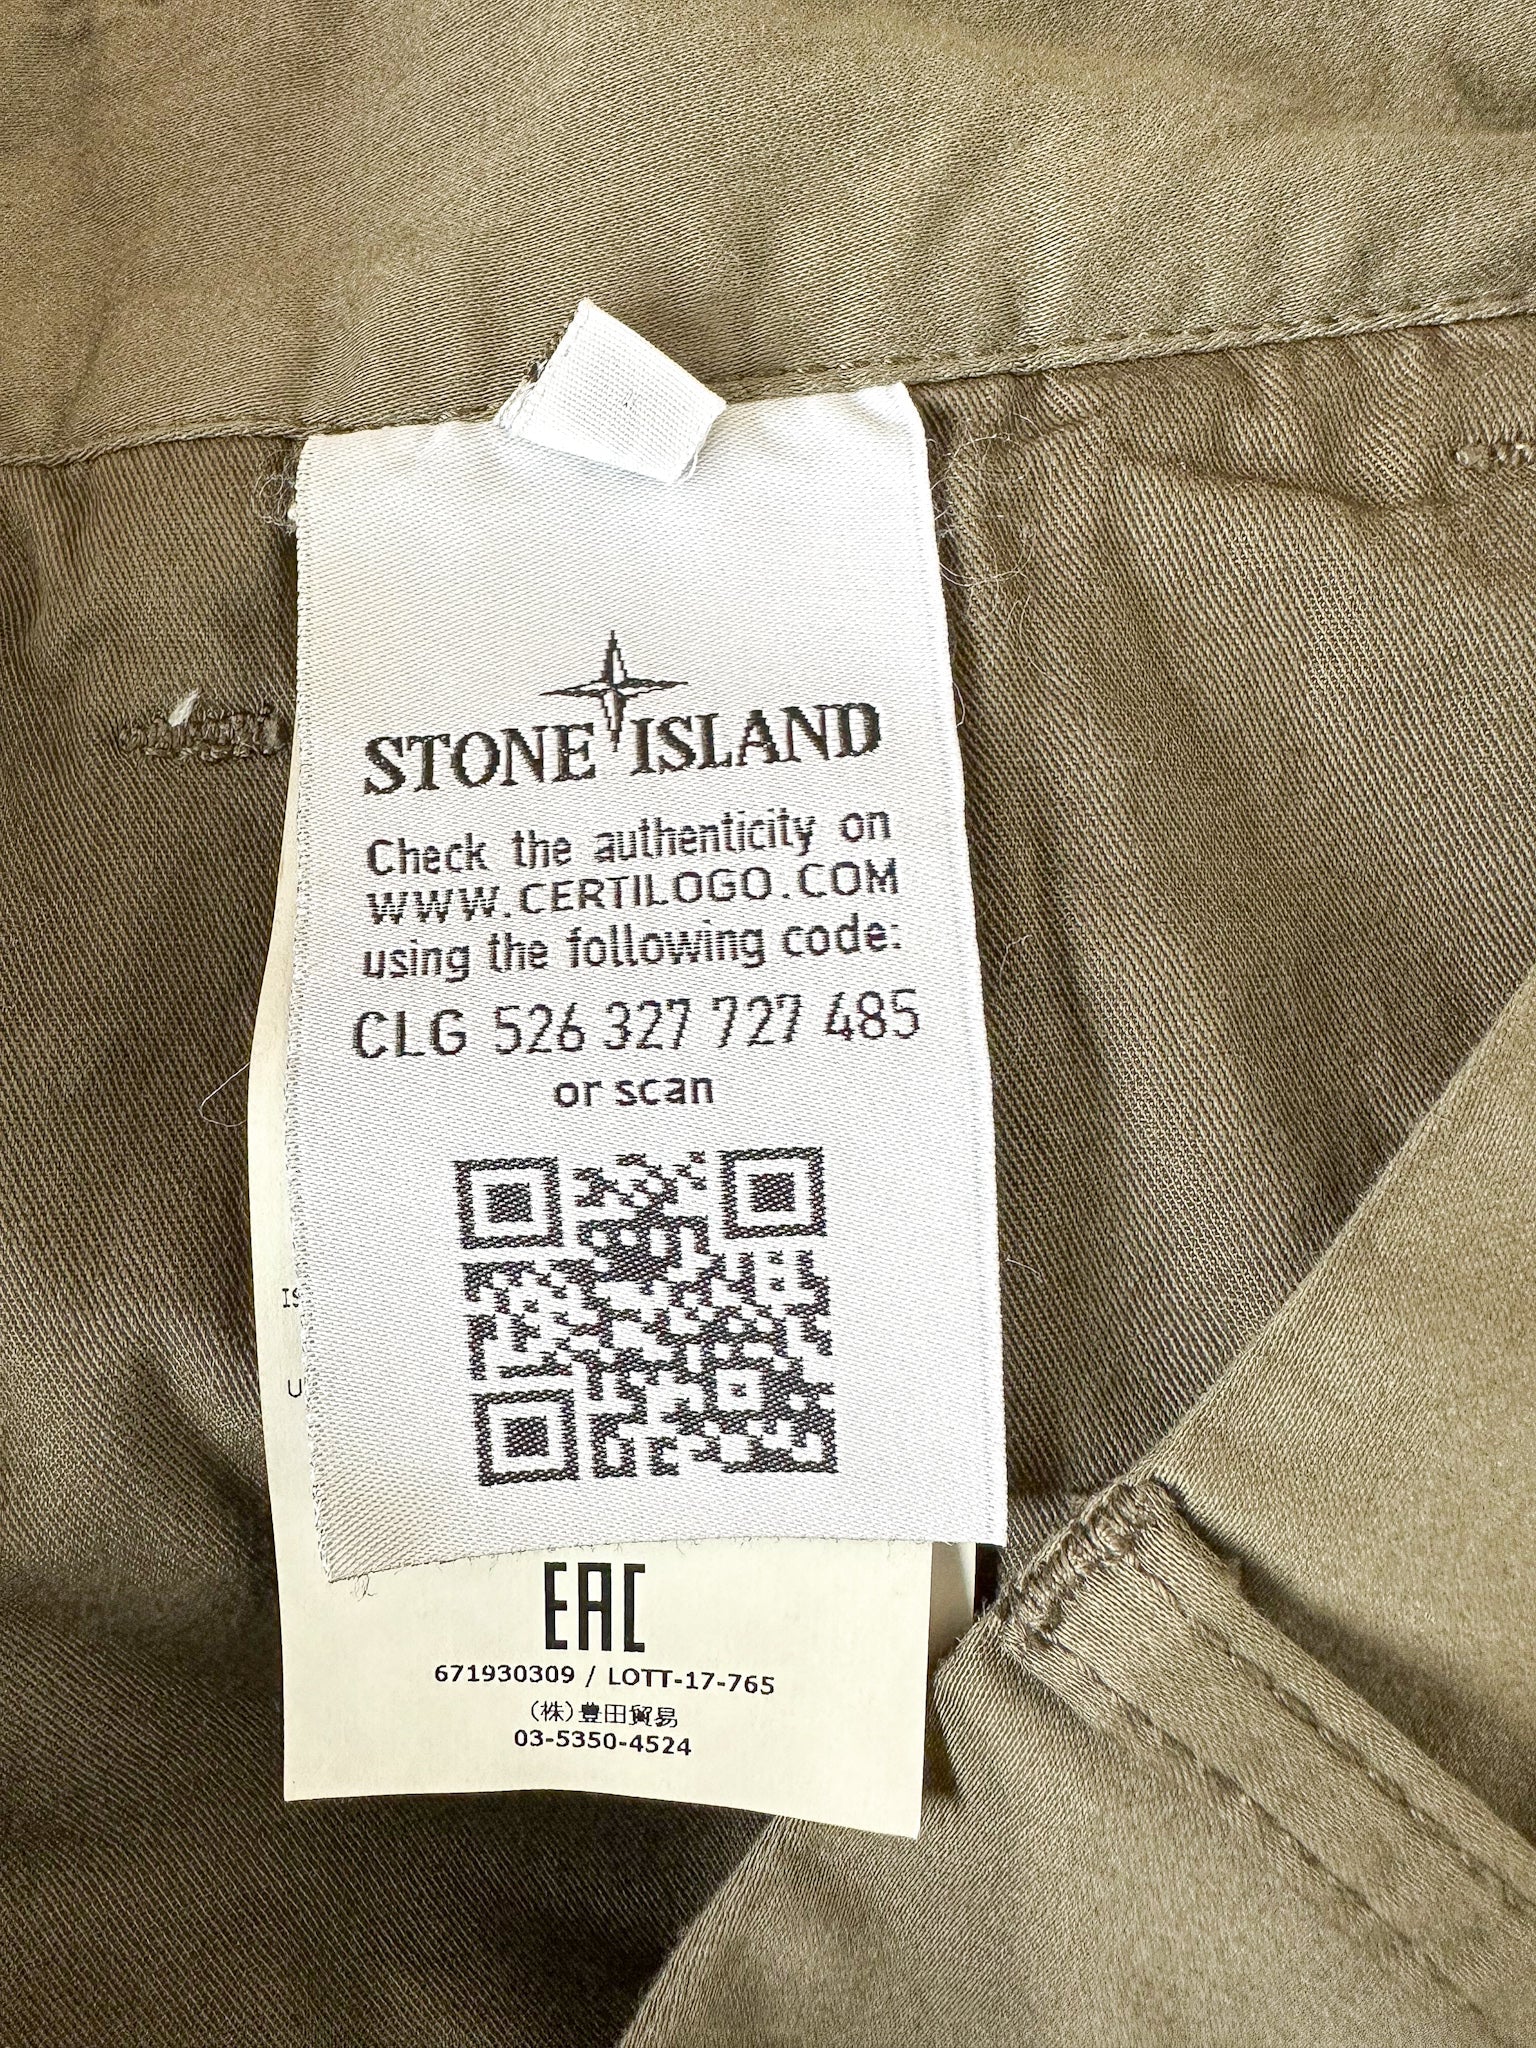 STONE ISLAND
Check the authenticity on
WWW.CERTILOGO.COM
using the following code:
CLG 526 327 727 485
or scan
IS
U
EAC
671930309 / LOTT-17-765
(株)豊田貿易
03-5350-4524